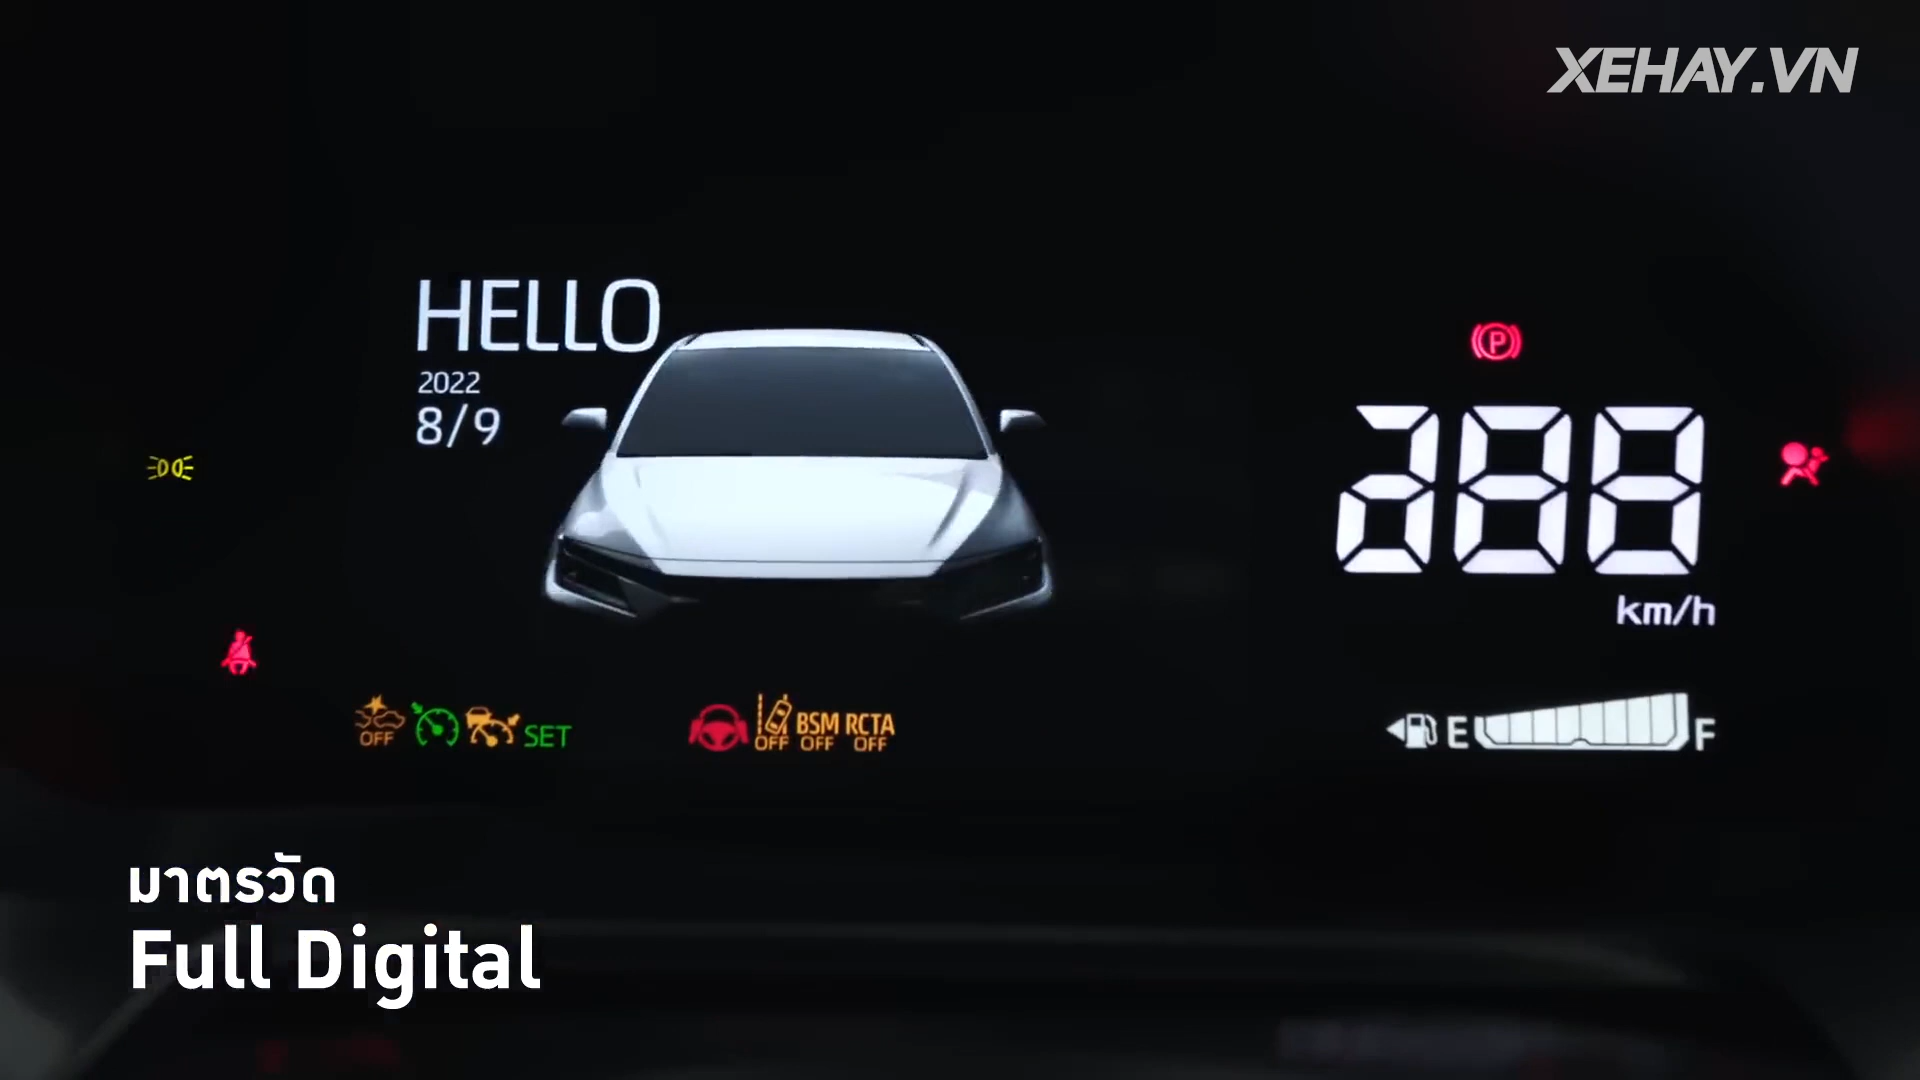 XEHAY.VN
HELLO
2022
8/9
P
km/h
OFF
SET
OFF
BSM OFF
RCTA OFF
E
F
มาตรวัด
Full Digital